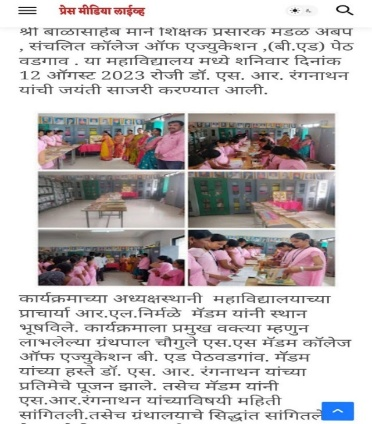 प्रेस मीडिया लाईव्ह
श्री बाळासाहेब माने शिक्षक प्रसारक मंडळ अंबप
, संचलित कॉलेज ऑफ एज्युकेशन ,(बी.एड) पेठ
वडगाव . या महाविद्यालय मध्ये शनिवार दिनांक
12 ऑगस्ट 2023 रोजी डॉ. एस. आर. रंगनाथन
यांची जयंती साजरी करण्यात आली.
कार्यक्रमाच्या अध्यक्षस्थानी महाविद्यालयाच्या
प्राचार्या आर.एल.निर्मळे मॅडम यांनी स्थान
भूषविले. कार्यक्रमाला प्रमुख वक्त्या म्हणुन
लाभलेल्या ग्रंथपाल चौगुले एस.एस मॅडम कॉलेज
ऑफ एज्युकेशन बी. एड पेठवडगांव. मॅडम
यांच्या हस्ते डॉ. एस. आर. रंगनाथन यांच्या
प्रतिमेचे पूजन झाले. तसेच मॅडम यांनी
एस.आर.रंगनाथन यांच्याविषयी माहिती
सांगितली.तसेच ग्रंथालयाचे सिद्धांत सांगितले